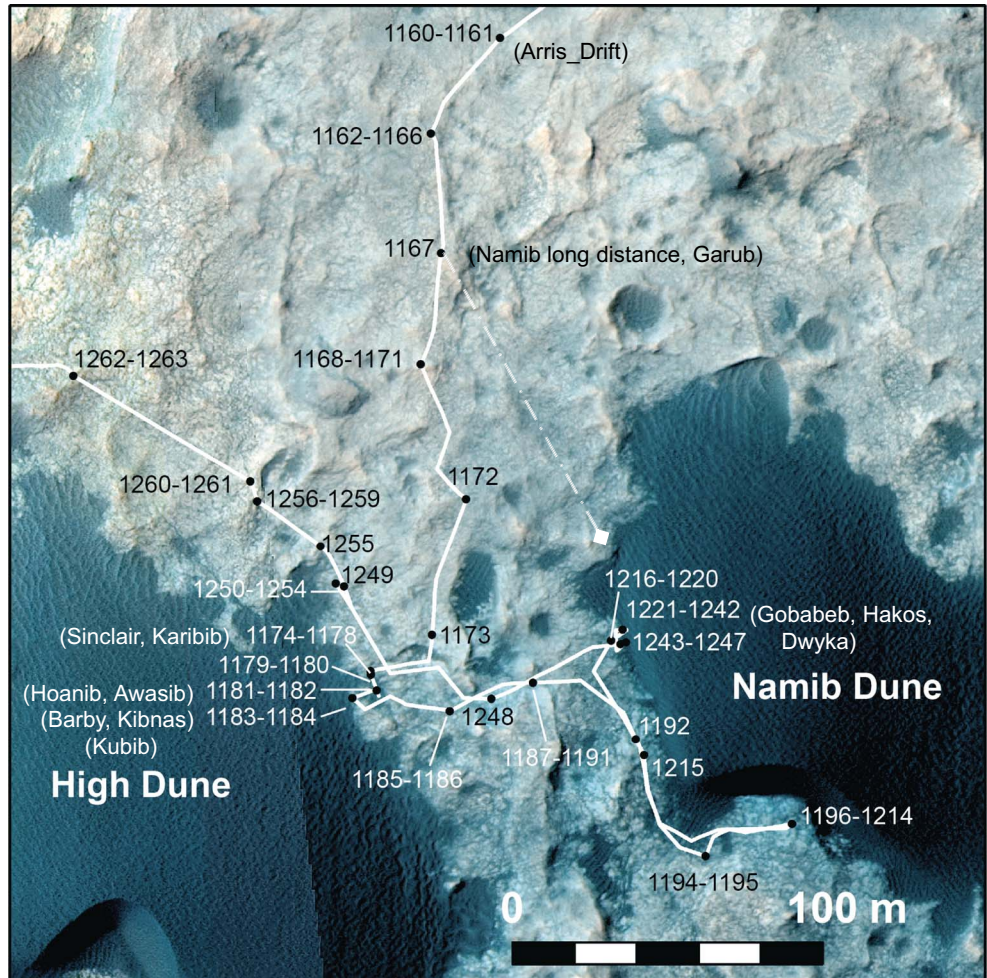 1160-1161
(Arris_Drift)
1162-1166
1167
(Namib long distance, Garub)
1168-1171
1262-1263
1172
1260-1261
1256-1259
1255
1249
1250-1254
1216-1220
1221-1242
(Gobabeb, Hakos,
Dwyka)
1243-1247
(Sinclair, Karibib)
1174-1178
1173
1179-1180
(Hoanib, Awasib)
1181-1182
(Barby, Kibnas)
1183-1184
(Kubib)
Namib Dune
1248
1192
1187-1191
1215
High Dune
1185-1186
1196-1214
1194-1195
0
100 m